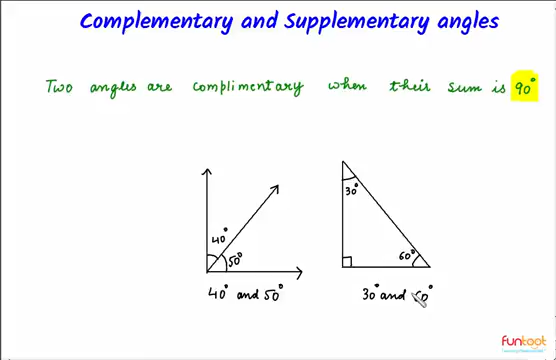 Complementary and Supplementary angles
Two angles are complimentary when their sum is 90°
40°
50°
40° and 50°
30°
60°
30° and 60°
funtoot